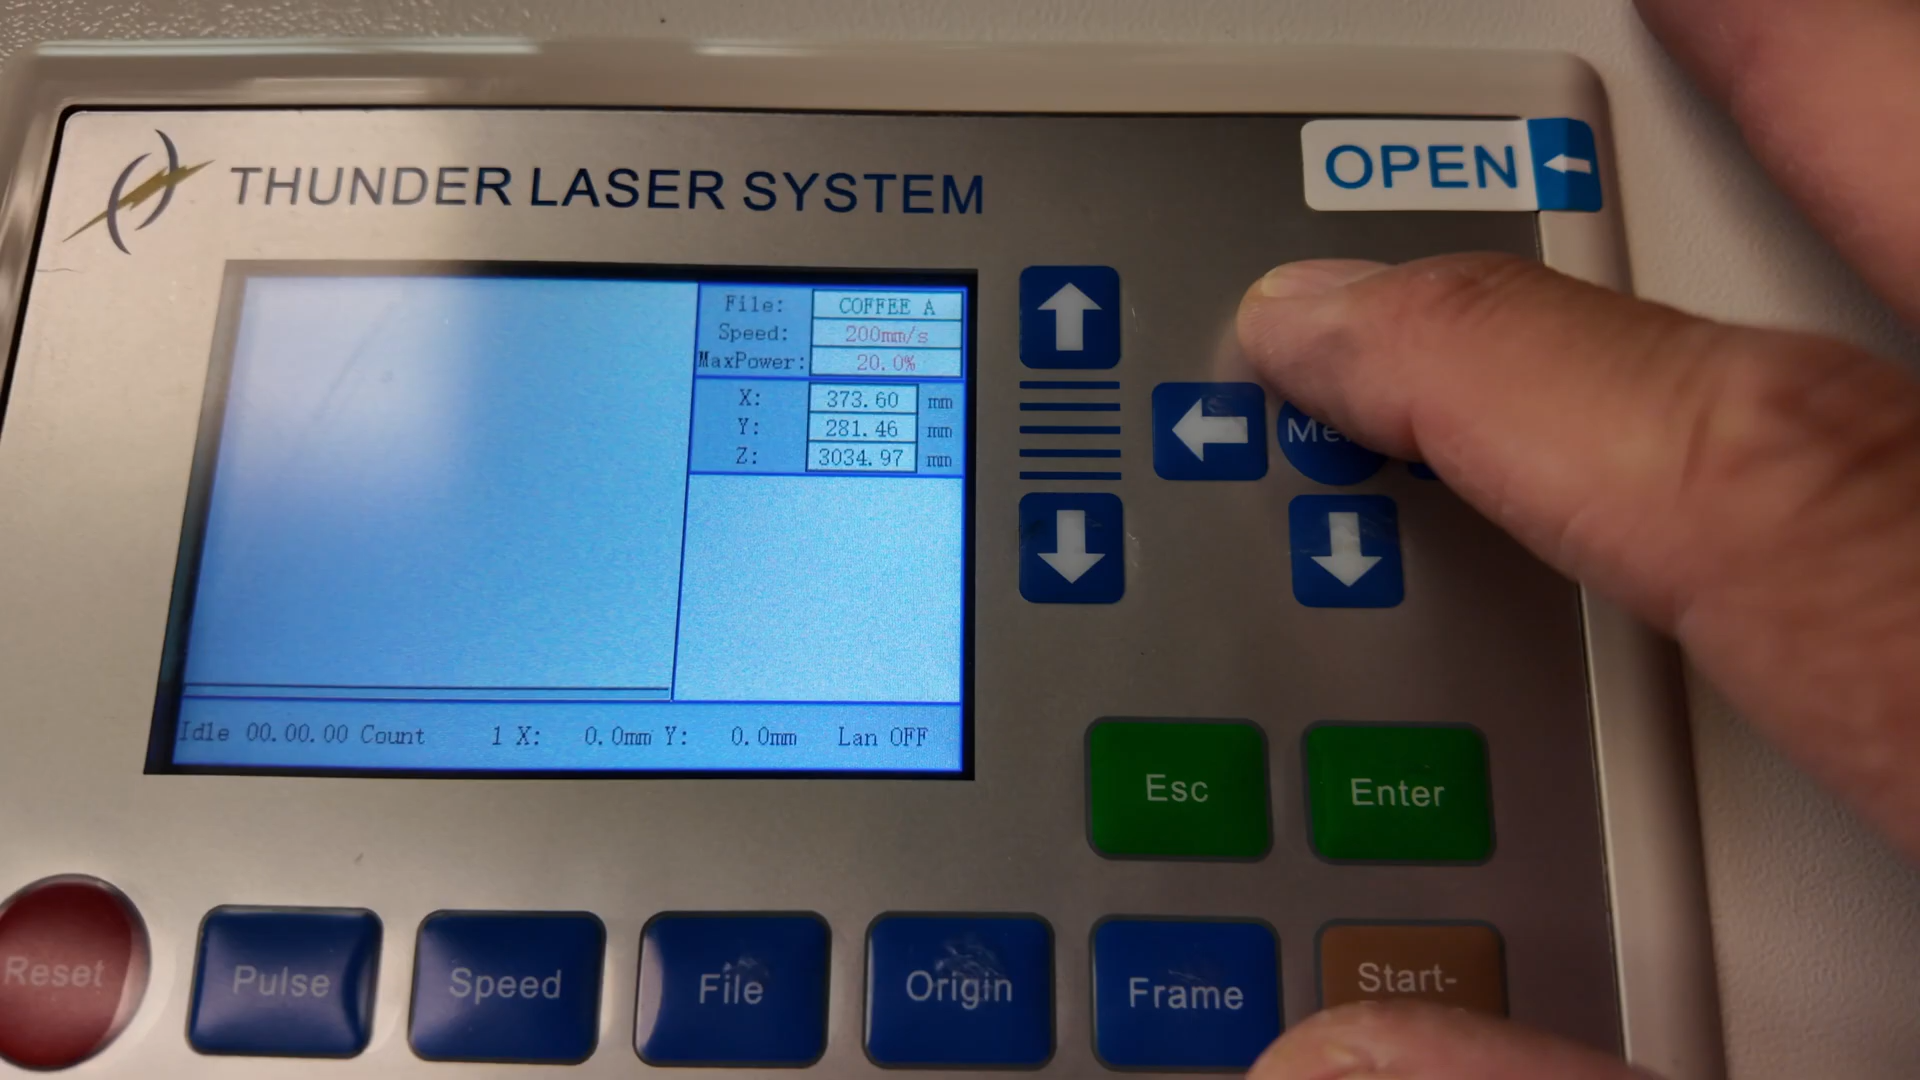 THUNDER LASER SYSTEM
OPEN
File: COFFEE A
Speed: 200mm/s
MaxPower: 20.0%
X: 373.60 mm
Y: 281.46 mm
Z: 3034.97 mm
Idle 00.00.00 Count 1 X: 0.0mm Y: 0.0mm Lan OFF
Esc
Enter
Reset
Pulse
Speed
File
Origin
Frame
Start-